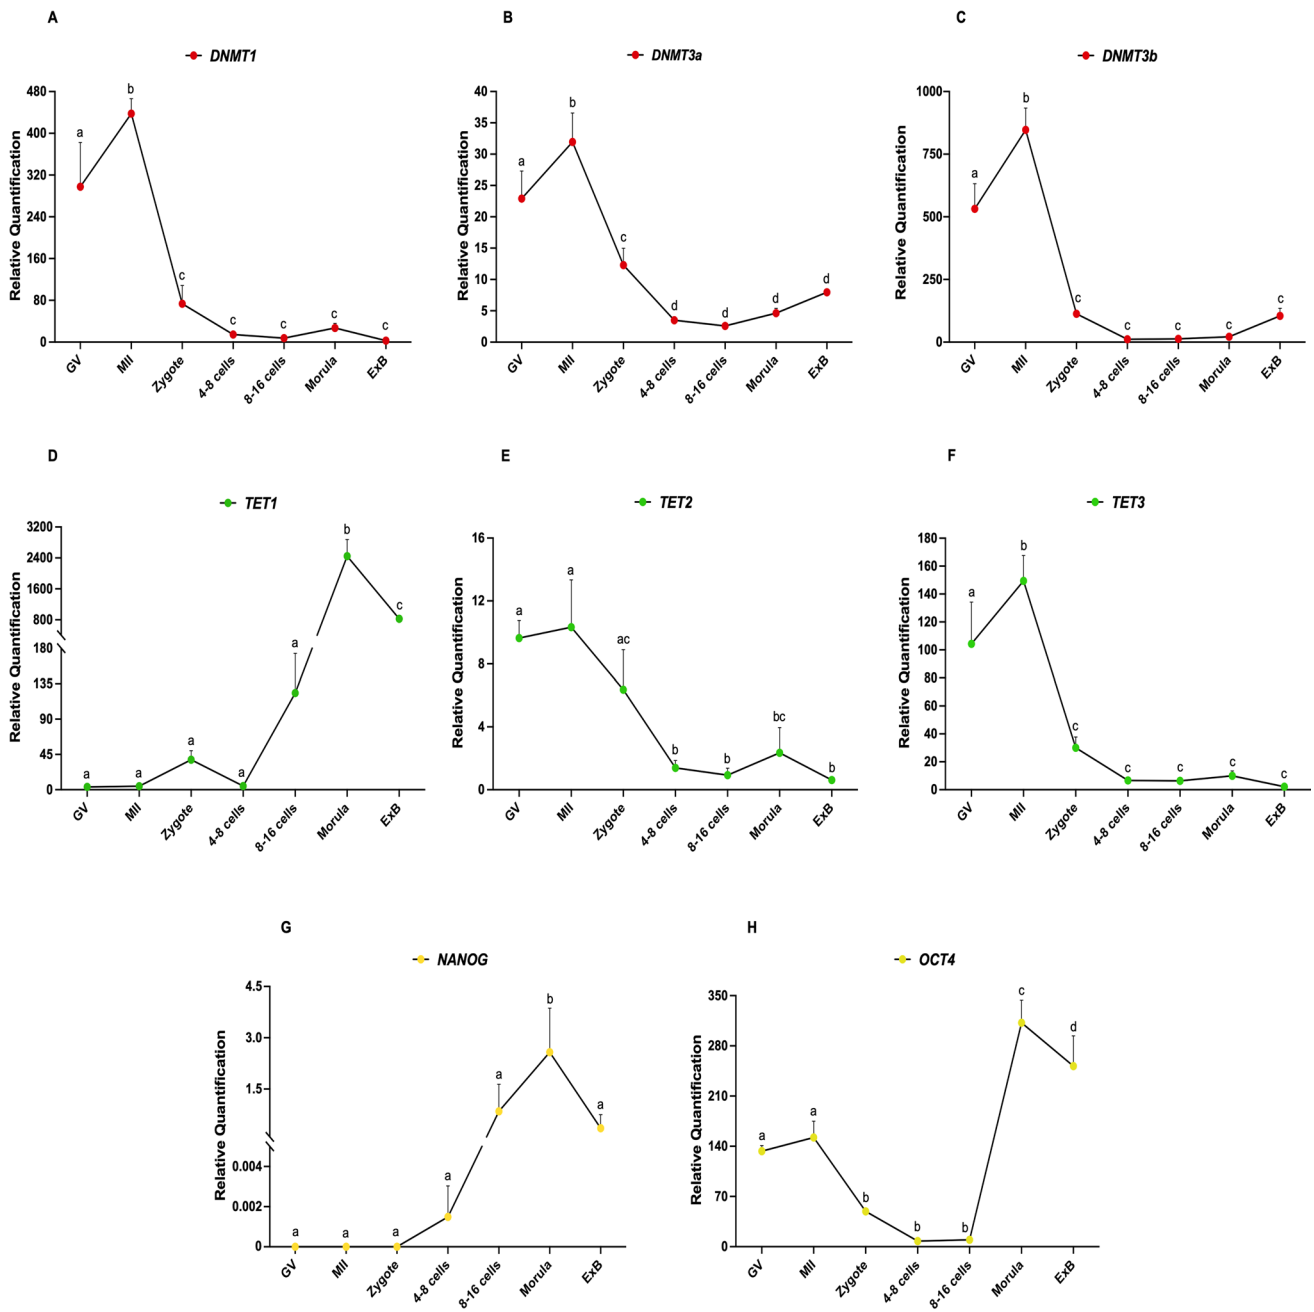 A
B
C
DNMT1
DNMT3a
DNMT3b
Relative Quantification
480
400
320
240
160
80
0
a
b
c
c
c
c
c
GV
MII
Zygote
4-8 cells
8-16 cells
Morula
ExB
Relative Quantification
40
35
30
25
20
15
10
5
0
a
b
c
d
d
d
d
GV
MII
Zygote
4-8 cells
8-16 cells
Morula
ExB
Relative Quantification
1000
750
500
250
0
a
b
c
c
c
c
c
GV
MII
Zygote
4-8 cells
8-16 cells
Morula
ExB
D
E
F
TET1
TET2
TET3
Relative Quantification
3200
2400
1600
800
180
135
90
45
0
a
a
a
a
a
b
c
GV
MII
Zygote
4-8 cells
8-16 cells
Morula
ExB
Relative Quantification
16
12
8
4
0
a
a
ac
b
b
bc
b
GV
MII
Zygote
4-8 cells
8-16 cells
Morula
ExB
Relative Quantification
180
160
140
120
100
80
60
40
20
0
a
b
c
c
c
c
c
GV
MII
Zygote
4-8 cells
8-16 cells
Morula
ExB
G
H
NANOG
OCT4
Relative Quantification
4.5
3.0
1.5
0.004
0.002
0
a
a
a
a
a
b
a
GV
MII
Zygote
4-8 cells
8-16 cells
Morula
ExB
Relative Quantification
350
280
210
140
70
0
a
a
b
b
b
c
d
GV
MII
Zygote
4-8 cells
8-16 cells
Morula
ExB